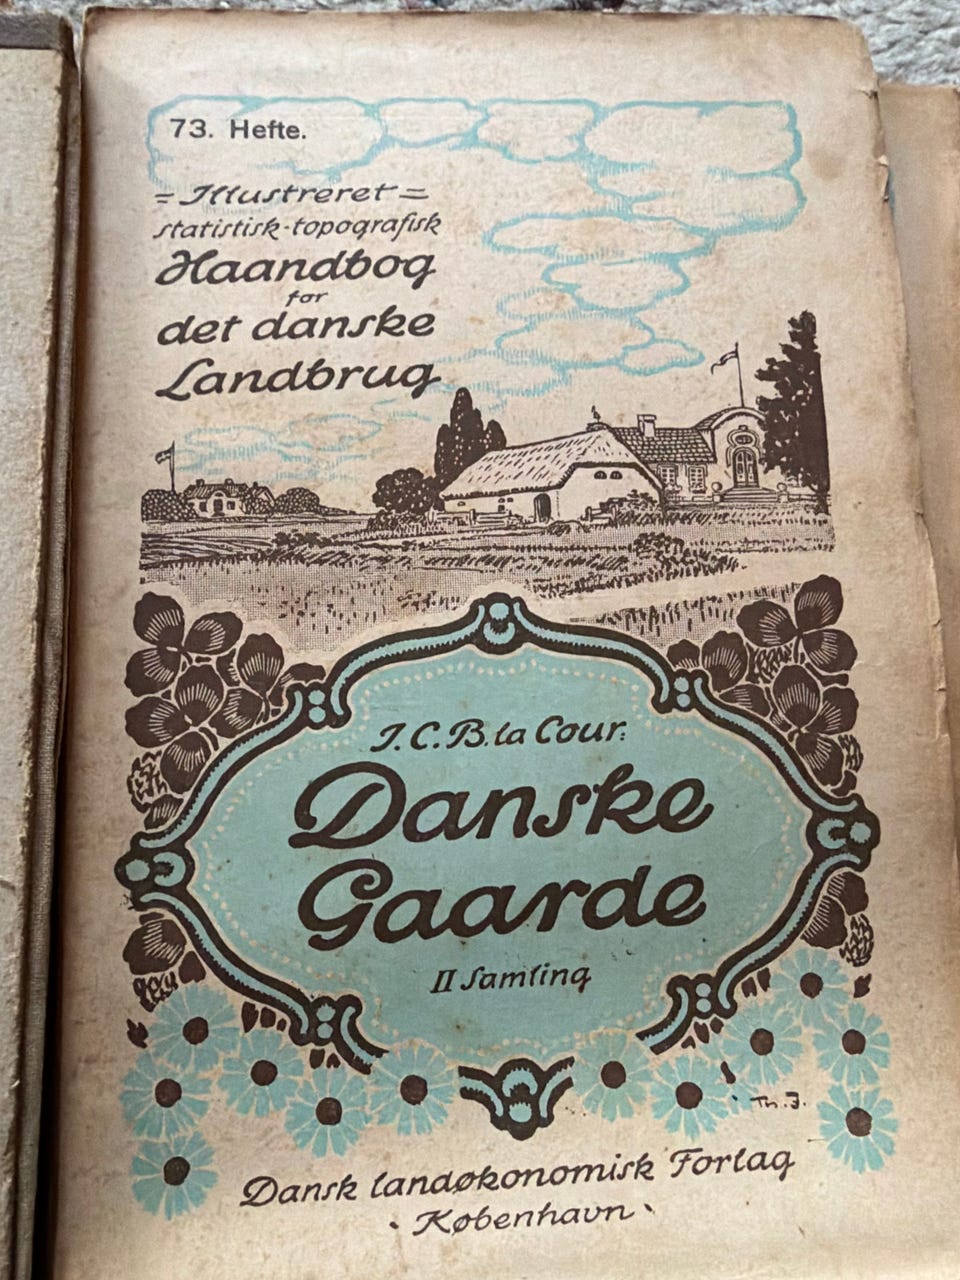 73. Hefte.
= Illustreret =
statistisk-topografisk
Haandbog
for
det danske
Landbrug
J.C.B. la Cour:
Danske
Gaarde
II Samling
Th. J.
Dansk landøkonomisk Forlag
· København ·